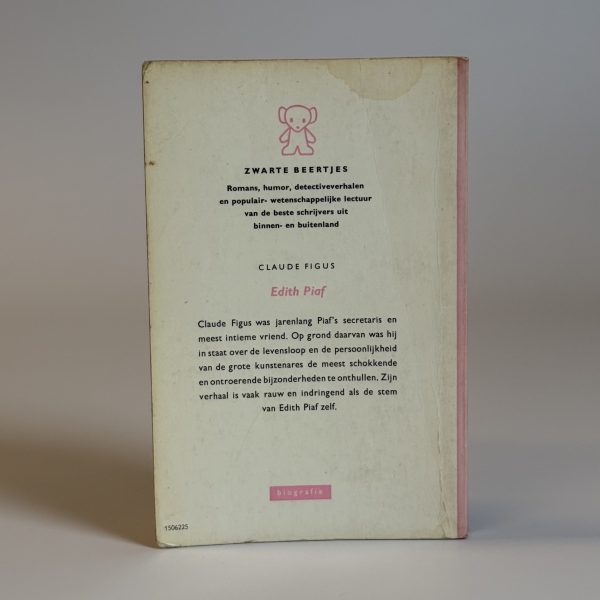 ZWARTE BEERTJES
Romans, humor, detectiveverhalen
en populair- wetenschappelijke lectuur
van de beste schrijvers uit
binnen- en buitenland
CLAUDE FIGUS
Edith Piaf
Claude Figus was jarenlang Piaf's secretaris en
meest intieme vriend. Op grond daarvan was hij
in staat over de levensloop en de persoonlijkheid
van de grote kunstenares de meest schokkende
en ontroerende bijzonderheden te onthullen. Zijn
verhaal is vaak rauw en indringend als de stem
van Edith Piaf zelf.
biografie
1506225